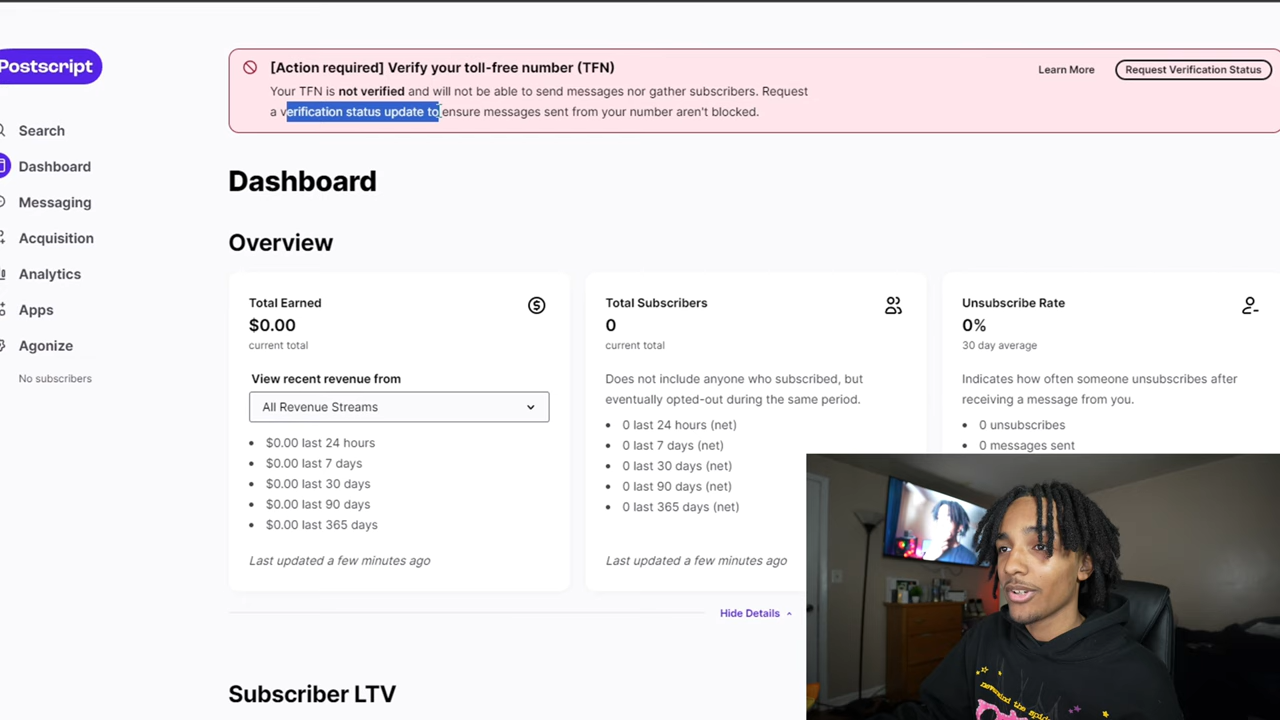 Postscript
Search
Dashboard
Messaging
Acquisition
Analytics
Apps
Agonize
No subscribers
[Action required] Verify your toll-free number (TFN)
Your TFN is not verified and will not be able to send messages nor gather subscribers. Request
a verification status update to ensure messages sent from your number aren't blocked.
Learn More
Request Verification Status
Dashboard
Overview
Total Earned
$0.00
current total
View recent revenue from
All Revenue Streams
• $0.00 last 24 hours
• $0.00 last 7 days
• $0.00 last 30 days
• $0.00 last 90 days
• $0.00 last 365 days
Last updated a few minutes ago
Total Subscribers
0
current total
Does not include anyone who subscribed, but
eventually opted-out during the same period.
• 0 last 24 hours (net)
• 0 last 7 days (net)
• 0 last 30 days (net)
• 0 last 90 days (net)
• 0 last 365 days (net)
Last updated a few minutes ago
Unsubscribe Rate
0%
30 day average
Indicates how often someone unsubscribes after
receiving a message from you.
• 0 unsubscribes
• 0 messages sent
Hide Details
Subscriber LTV
nevermind the